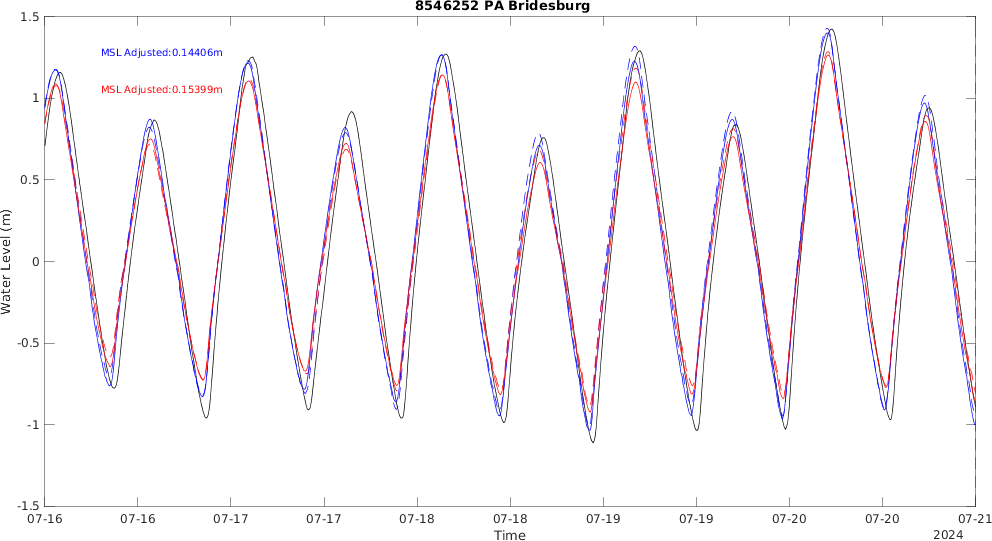 8546252 PA Bridesburg
MSL Adjusted:0.14406m
MSL Adjusted:0.15399m
Water Level (m)
1.5
1
0.5
0
-0.5
-1
-1.5
07-16 07-16 07-17 07-17 07-18 07-18 07-19 07-19 07-20 07-20 07-21
Time
2024